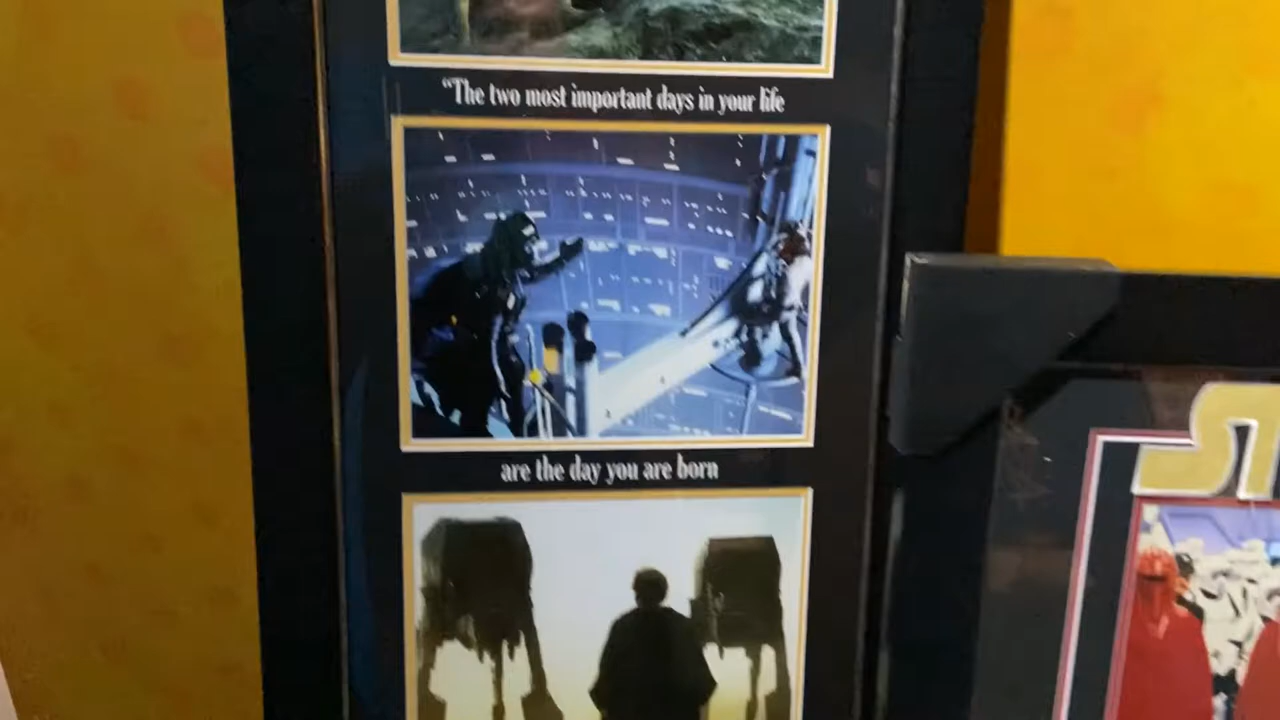 “The two most important days in your life
are the day you are born